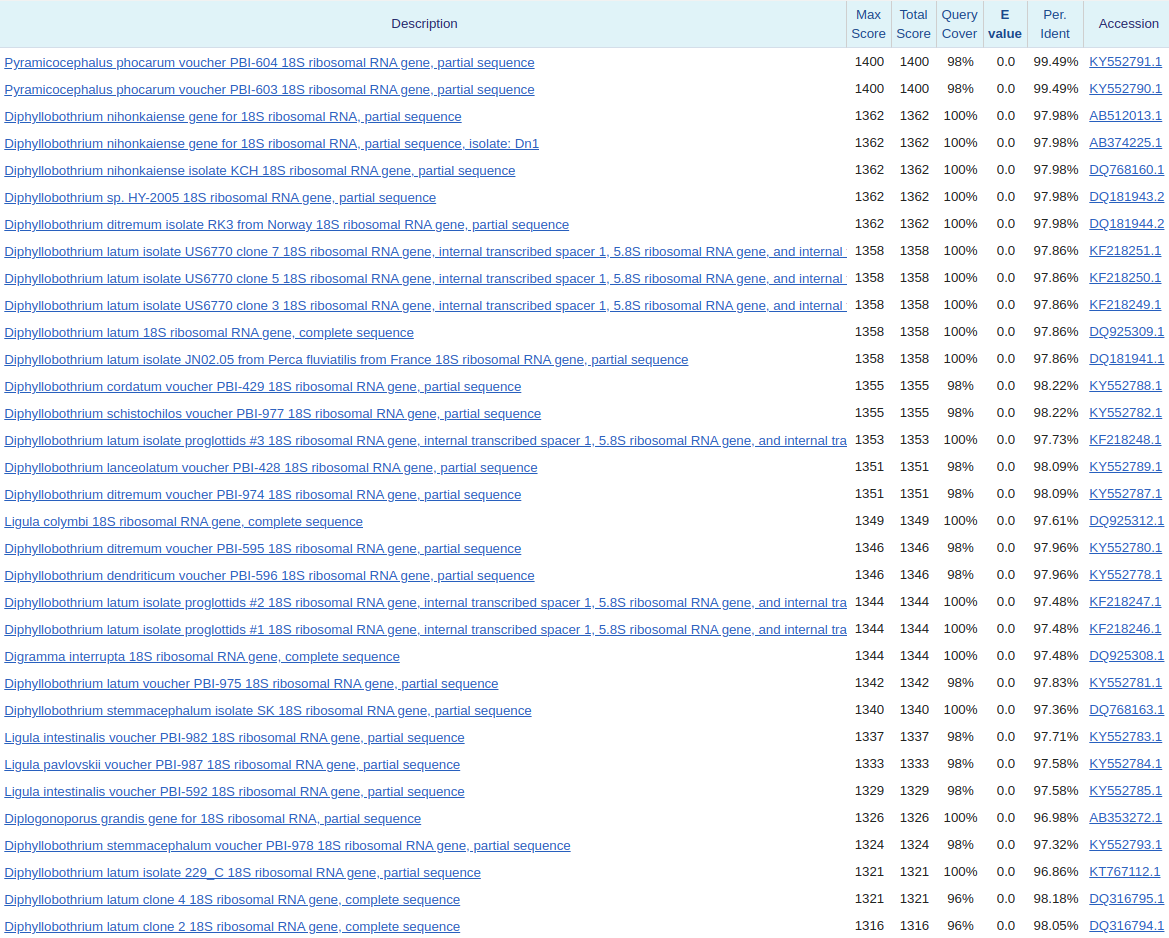 Description Max Score Total Score Query Cover E value Per. Ident Accession
Pyramicocephalus phocarum voucher PBI-604 18S ribosomal RNA gene, partial sequence 1400 1400 98% 0.0 99.49% KY552791.1
Pyramicocephalus phocarum voucher PBI-603 18S ribosomal RNA gene, partial sequence 1400 1400 98% 0.0 99.49% KY552790.1
Diphyllobothrium nihonkaiense gene for 18S ribosomal RNA, partial sequence 1362 1362 100% 0.0 97.98% AB512013.1
Diphyllobothrium nihonkaiense gene for 18S ribosomal RNA, partial sequence, isolate: Dn1 1362 1362 100% 0.0 97.98% AB374225.1
Diphyllobothrium nihonkaiense isolate KCH 18S ribosomal RNA gene, partial sequence 1362 1362 100% 0.0 97.98% DQ768160.1
Diphyllobothrium sp. HY-2005 18S ribosomal RNA gene, partial sequence 1362 1362 100% 0.0 97.98% DQ181943.2
Diphyllobothrium ditremum isolate RK3 from Norway 18S ribosomal RNA gene, partial sequence 1362 1362 100% 0.0 97.98% DQ181944.2
Diphyllobothrium latum isolate US6770 clone 7 18S ribosomal RNA gene, internal transcribed spacer 1, 5.8S ribosomal RNA gene, and internal 1358 1358 100% 0.0 97.86% KF218251.1
Diphyllobothrium latum isolate US6770 clone 5 18S ribosomal RNA gene, internal transcribed spacer 1, 5.8S ribosomal RNA gene, and internal 1358 1358 100% 0.0 97.86% KF218250.1
Diphyllobothrium latum isolate US6770 clone 3 18S ribosomal RNA gene, internal transcribed spacer 1, 5.8S ribosomal RNA gene, and internal 1358 1358 100% 0.0 97.86% KF218249.1
Diphyllobothrium latum 18S ribosomal RNA gene, complete sequence 1358 1358 100% 0.0 97.86% DQ925309.1
Diphyllobothrium latum isolate JN02.05 from Perca fluviatilis from France 18S ribosomal RNA gene, partial sequence 1358 1358 100% 0.0 97.86% DQ181941.1
Diphyllobothrium cordatum voucher PBI-429 18S ribosomal RNA gene, partial sequence 1355 1355 98% 0.0 98.22% KY552788.1
Diphyllobothrium schistochilos voucher PBI-977 18S ribosomal RNA gene, partial sequence 1355 1355 98% 0.0 98.22% KY552782.1
Diphyllobothrium latum isolate proglottids #3 18S ribosomal RNA gene, internal transcribed spacer 1, 5.8S ribosomal RNA gene, and internal tra 1353 1353 100% 0.0 97.73% KF218248.1
Diphyllobothrium lanceolatum voucher PBI-428 18S ribosomal RNA gene, partial sequence 1351 1351 98% 0.0 98.09% KY552789.1
Diphyllobothrium ditremum voucher PBI-974 18S ribosomal RNA gene, partial sequence 1351 1351 98% 0.0 98.09% KY552787.1
Ligula colymbi 18S ribosomal RNA gene, complete sequence 1349 1349 100% 0.0 97.61% DQ925312.1
Diphyllobothrium ditremum voucher PBI-595 18S ribosomal RNA gene, partial sequence 1346 1346 98% 0.0 97.96% KY552780.1
Diphyllobothrium dendriticum voucher PBI-596 18S ribosomal RNA gene, partial sequence 1346 1346 98% 0.0 97.96% KY552778.1
Diphyllobothrium latum isolate proglottids #2 18S ribosomal RNA gene, internal transcribed spacer 1, 5.8S ribosomal RNA gene, and internal tra 1344 1344 100% 0.0 97.48% KF218247.1
Diphyllobothrium latum isolate proglottids #1 18S ribosomal RNA gene, internal transcribed spacer 1, 5.8S ribosomal RNA gene, and internal tra 1344 1344 100% 0.0 97.48% KF218246.1
Digramma interrupta 18S ribosomal RNA gene, complete sequence 1344 1344 100% 0.0 97.48% DQ925308.1
Diphyllobothrium latum voucher PBI-975 18S ribosomal RNA gene, partial sequence 1342 1342 98% 0.0 97.83% KY552781.1
Diphyllobothrium stemmacephalum isolate SK 18S ribosomal RNA gene, partial sequence 1340 1340 100% 0.0 97.36% DQ768163.1
Ligula intestinalis voucher PBI-982 18S ribosomal RNA gene, partial sequence 1337 1337 98% 0.0 97.71% KY552783.1
Ligula pavlovskii voucher PBI-987 18S ribosomal RNA gene, partial sequence 1333 1333 98% 0.0 97.58% KY552784.1
Ligula intestinalis voucher PBI-592 18S ribosomal RNA gene, partial sequence 1329 1329 98% 0.0 97.58% KY552785.1
Diplogonoporus grandis gene for 18S ribosomal RNA, partial sequence 1326 1326 100% 0.0 96.98% AB353272.1
Diphyllobothrium stemmacephalum voucher PBI-978 18S ribosomal RNA gene, partial sequence 1324 1324 98% 0.0 97.32% KY552793.1
Diphyllobothrium latum isolate 229_C 18S ribosomal RNA gene, partial sequence 1321 1321 100% 0.0 96.86% KT767112.1
Diphyllobothrium latum clone 4 18S ribosomal RNA gene, complete sequence 1321 1321 96% 0.0 98.18% DQ316795.1
Diphyllobothrium latum clone 2 18S ribosomal RNA gene, complete sequence 1316 1316 96% 0.0 98.05% DQ316794.1